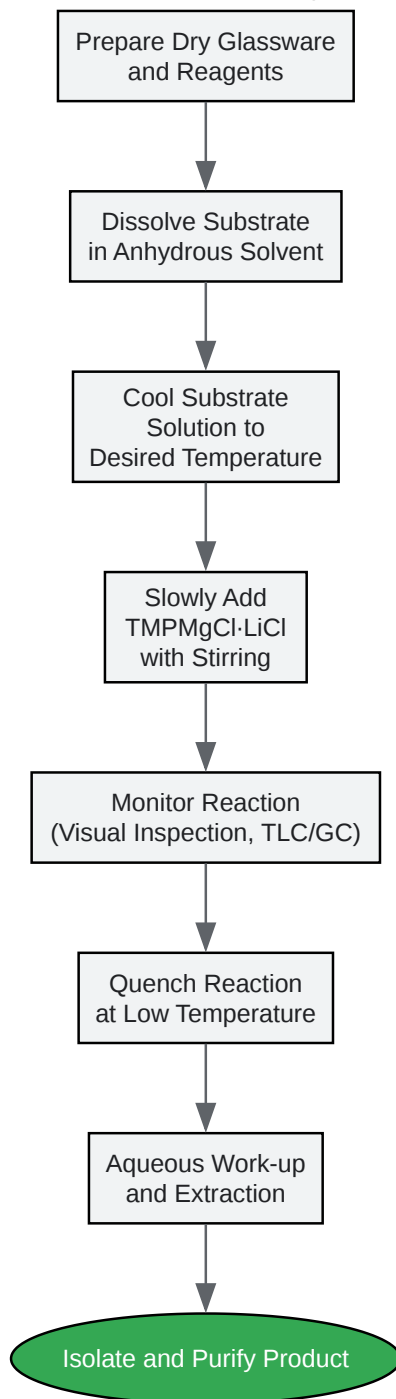 Prepare Dry Glassware
and Reagents
Dissolve Substrate
in Anhydrous Solvent
Cool Substrate
Solution to
Desired Temperature
Slowly Add
TMPMgCl·LiCl
with Stirring
Monitor Reaction
(Visual Inspection, TLC/GC)
Quench Reaction
at Low Temperature
Aqueous Work-up
and Extraction
Isolate and Purify Product